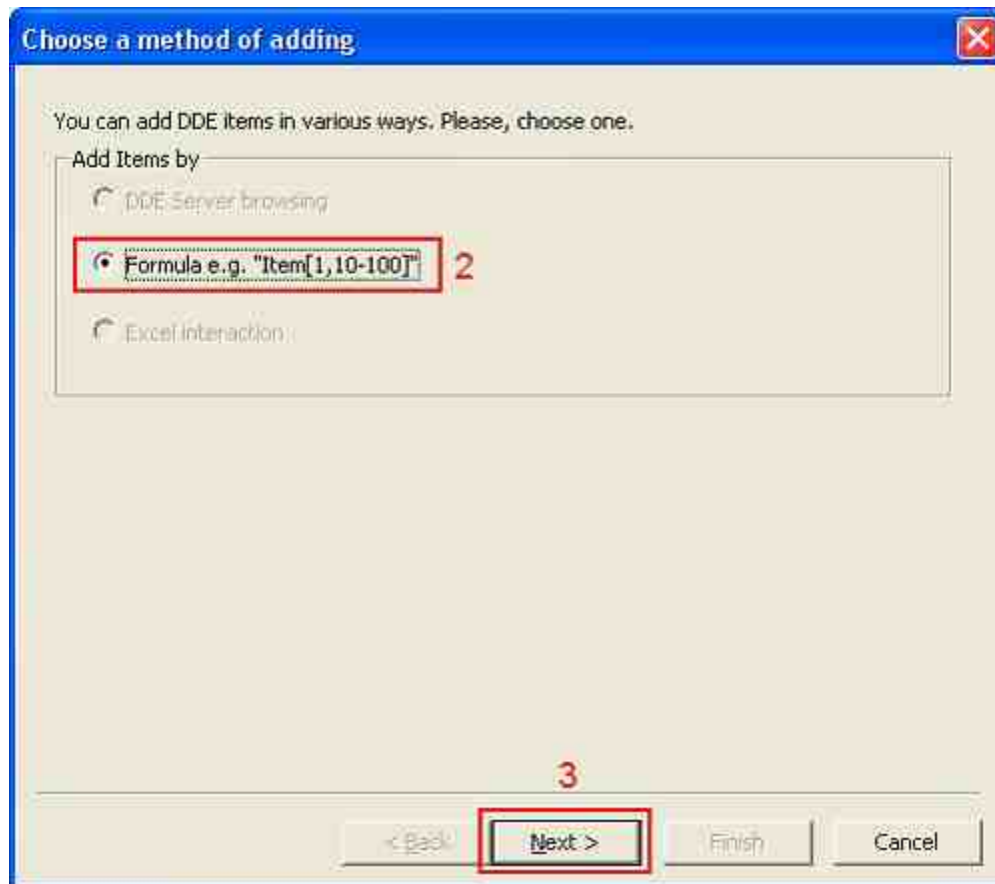 Choose a method of adding
You can add DDE items in various ways. Please, choose one.
Add Items by
DDE Server browsing
Formula e.g. "Item[1,10-100]"
2
Excel interaction
3
< Back
Next >
Finish
Cancel